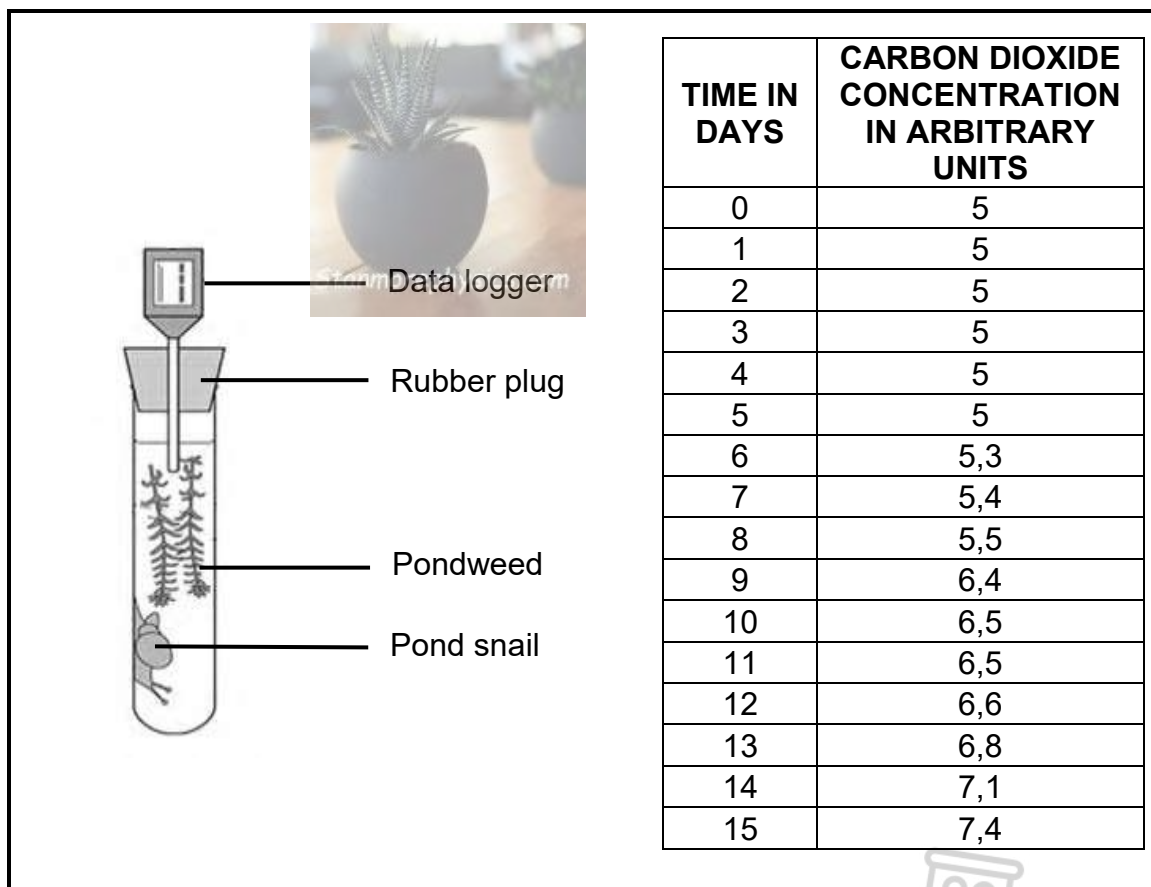 TIME IN
DAYS
CARBON DIOXIDE
CONCENTRATION
IN ARBITRARY
UNITS
0 5
1 5
2 5
3 5
4 5
5 5
6 5,3
7 5,4
8 5,5
9 6,4
10 6,5
11 6,5
12 6,6
13 6,8
14 7,1
15 7,4
Data logger
Rubber plug
Pondweed
Pond snail